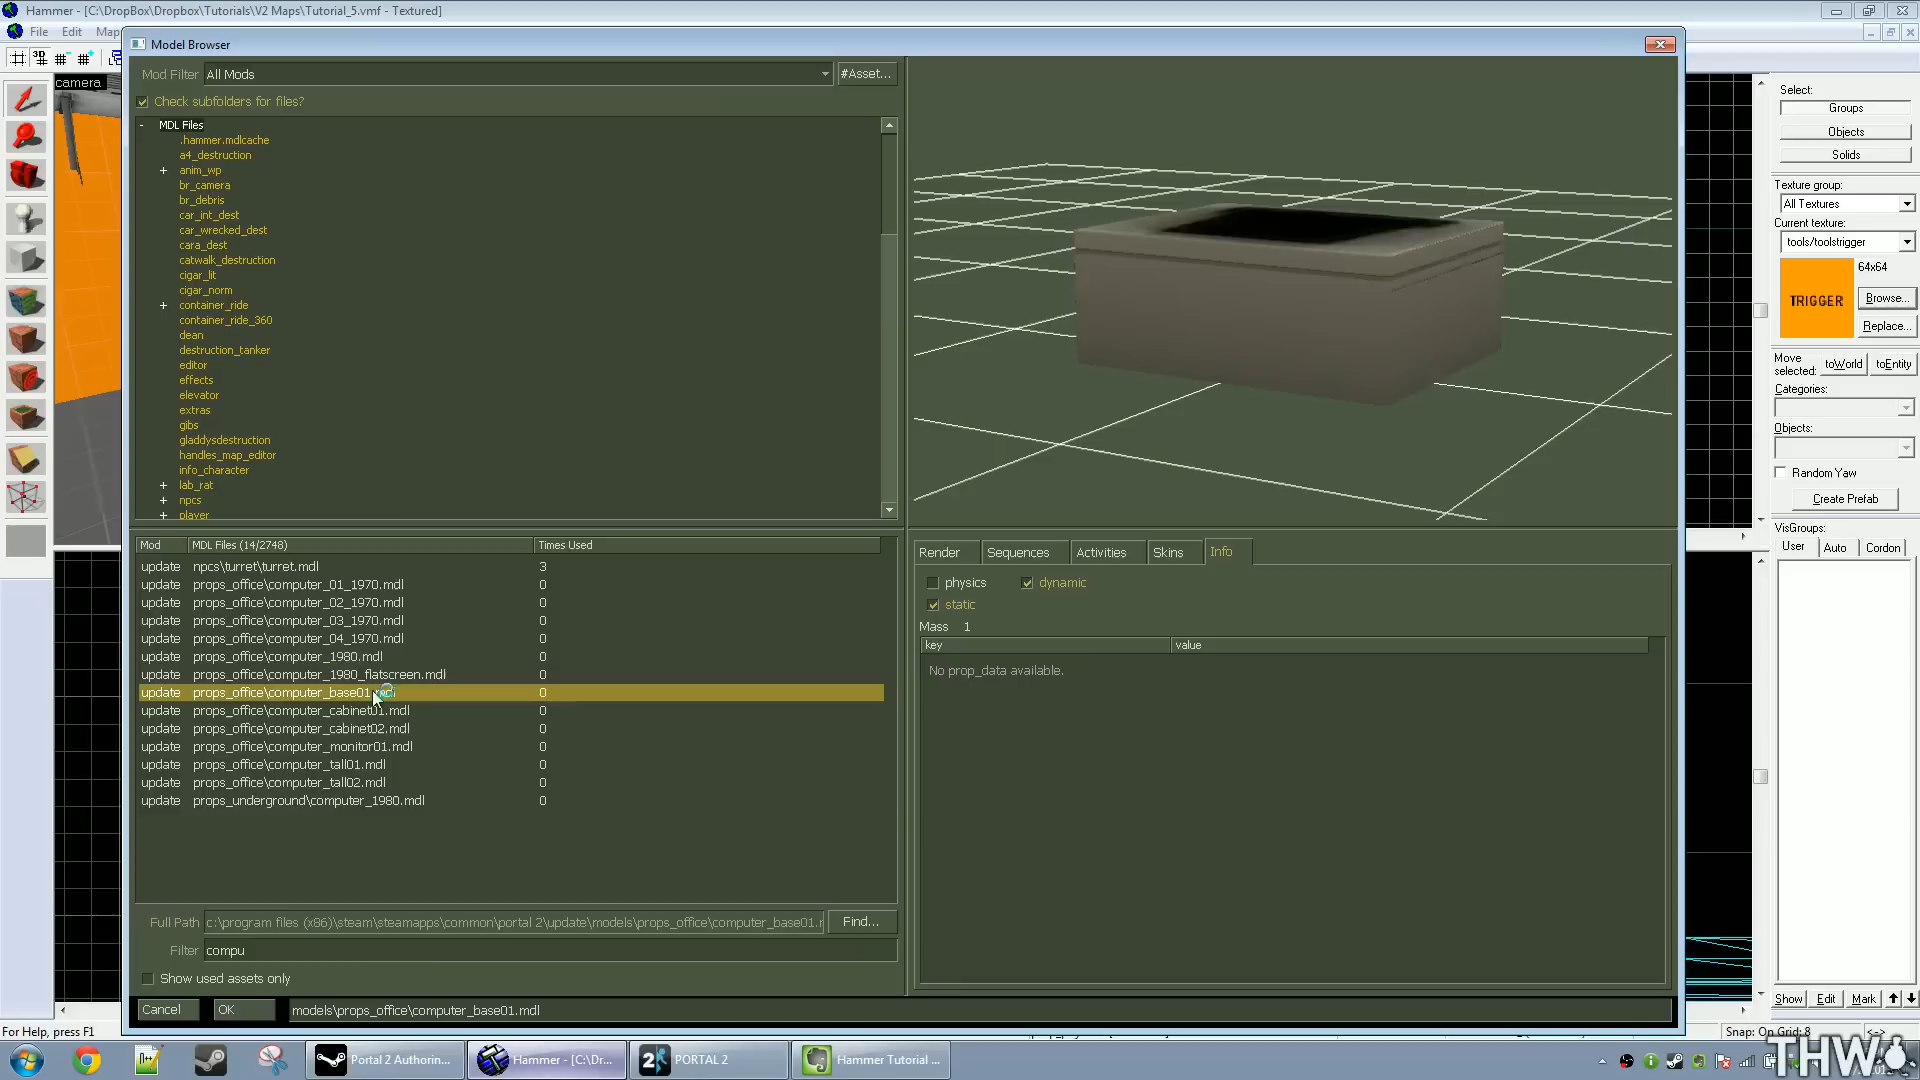 Hammer - [C:\DropBox\Dropbox\Tutorials\V2 Maps\Tutorial_5.vmf - Textured]
File Edit Map
Model Browser
camera
Mod Filter All Mods #Asset...
Check subfolders for files?
- MDL Files
.hammer.mdlcache
a4_destruction
+ anim_wp
br_camera
br_debris
car_int_dest
car_wrecked_dest
cara_dest
catwalk_destruction
cigar_lit
cigar_norm
+ container_ride
container_ride_360
dean
destruction_tanker
editor
effects
elevator
extras
gibs
gladdysdestruction
handles_map_editor
info_character
+ lab_rat
+ npcs
+ player
Mod MDL Files (14/2748) Times Used
update npcs\turret\turret.mdl 3
update props_office\computer_01_1970.mdl 0
update props_office\computer_02_1970.mdl 0
update props_office\computer_03_1970.mdl 0
update props_office\computer_04_1970.mdl 0
update props_office\computer_1980.mdl 0
update props_office\computer_1980_flatscreen.mdl 0
update props_office\computer_base01.mdl 0
update props_office\computer_cabinet01.mdl 0
update props_office\computer_cabinet02.mdl 0
update props_office\computer_monitor01.mdl 0
update props_office\computer_tall01.mdl 0
update props_office\computer_tall02.mdl 0
update props_underground\computer_1980.mdl 0
Full Path c:\program files (x86)\steam\steamapps\common\portal 2\update\models\props_office\computer_base01.r Find...
Filter compu
Show used assets only
Cancel OK models\props_office\computer_base01.mdl
Render Sequences Activities Skins Info
physics dynamic
static
Mass 1
key value
No prop_data available.
Select:
Groups
Objects
Solids
Texture group:
All Textures
Current texture:
tools/toolstrigger
64x64
TRIGGER
Browse...
Replace...
Move selected: toWorld toEntity
Categories:
Objects:
Random Yaw
Create Prefab
VisGroups:
User Auto Cordon
Show Edit Mark
For Help, press F1
Snap: On Grid: 8 <->
Portal 2 Authorin... Hammer - [C:\Dr... PORTAL 2 Hammer Tutorial ...
THW